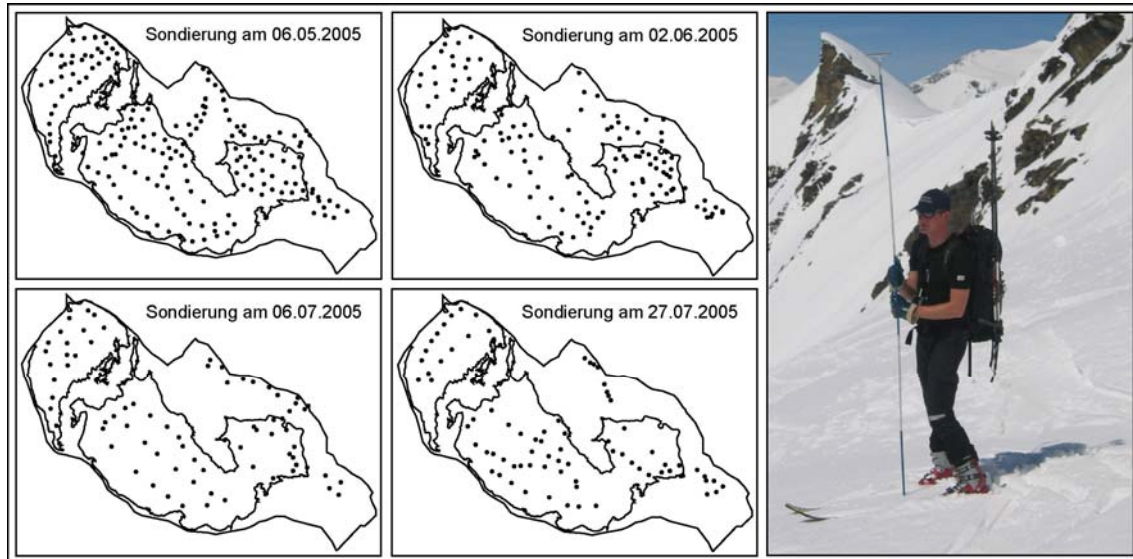 Sondierung am 06.05.2005
Sondierung am 02.06.2005
Sondierung am 06.07.2005
Sondierung am 27.07.2005